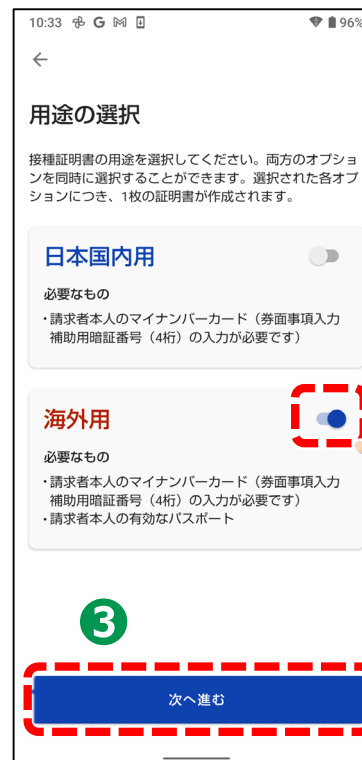 10:33 G M 96%
用途の選択
接種証明書の用途を選択してください。両方のオプショ
ンを同時に選択することができます。選択された各オプ
ションにつき、1枚の証明書が作成されます。
日本国内用
必要なもの
・請求者本人のマイナンバーカード（券面事項入力
補助用暗証番号（4桁）の入力が必要です）
海外用
必要なもの
・請求者本人のマイナンバーカード（券面事項入力
補助用暗証番号（4桁）の入力が必要です）
・請求者本人の有効なパスポート
3
次へ進む